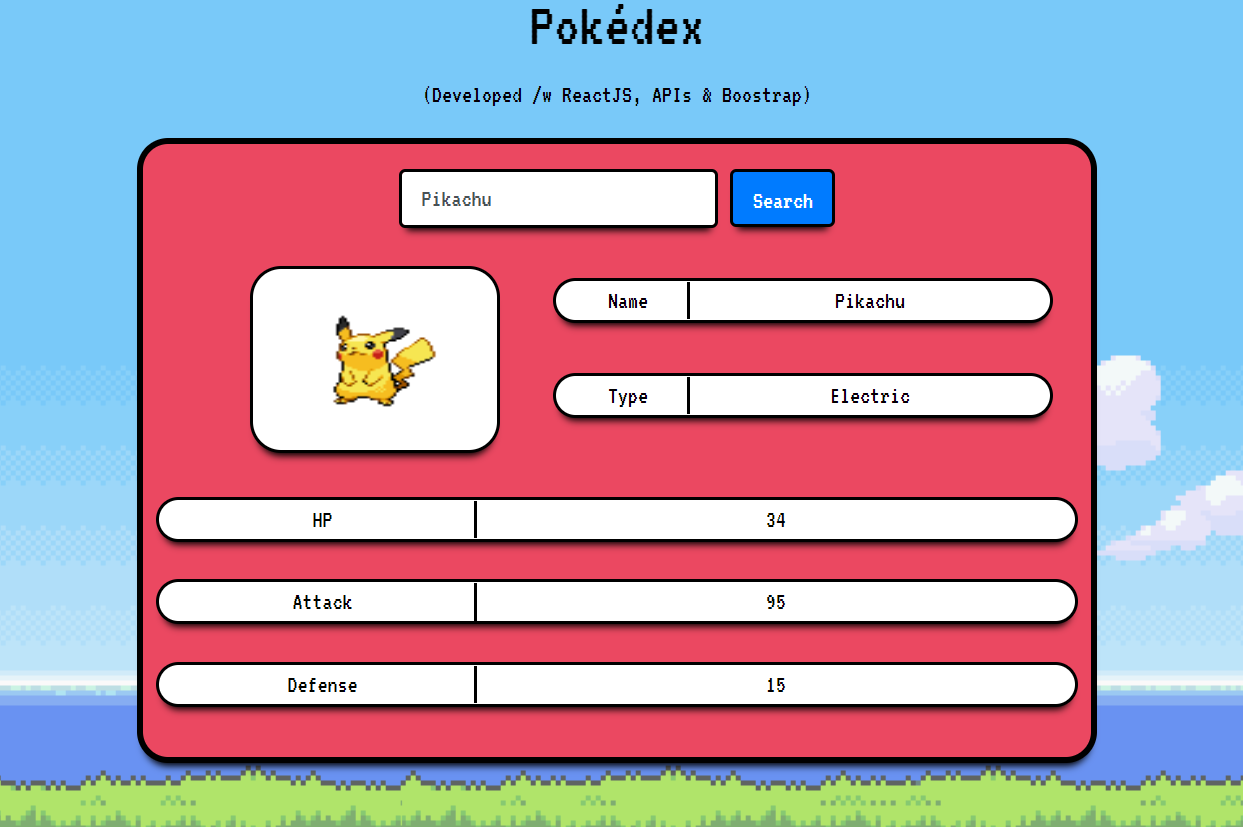 Pokédex
(Developed /w ReactJS, APIs & Boostrap)
Pikachu Search
Name Pikachu
Type Electric
HP 34
Attack 95
Defense 15